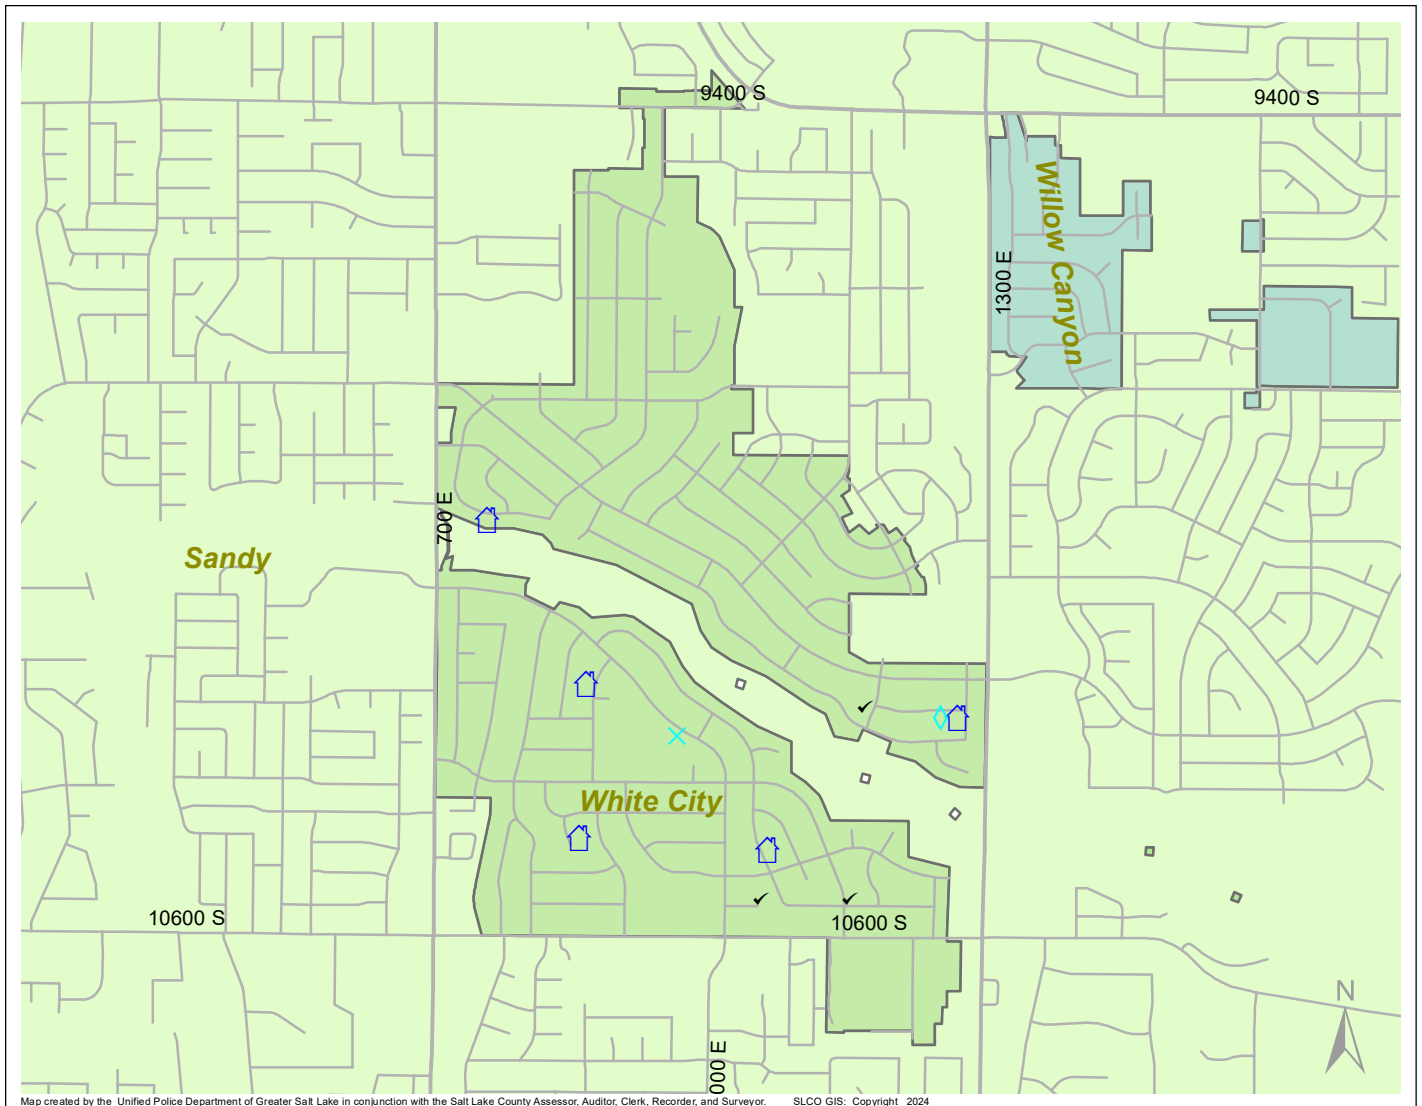 9400 S
9400 S
Willow Canyon
1300 E
700 E
Sandy
White City
10600 S
10600 S
N
000 E
Map created by the Unified Police Department of Greater Salt Lake in conjunction with the Salt Lake County Assessor, Auditor, Clerk, Recorder, and Surveyor. SLCO GIS: Copyright 2024